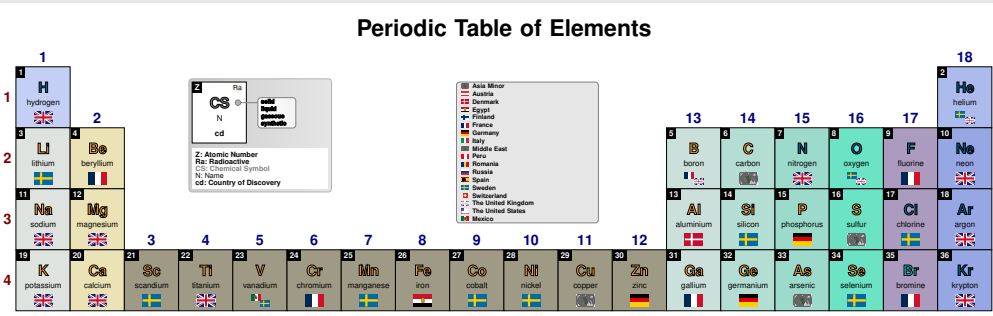 Periodic Table of Elements
1
18
1
H
hydrogen
Z
Ra
CS
N
cd
solid
liquid
gaseous
synthetic
Z: Atomic Number
Ra: Radioactive
CS: Chemical Symbol
N: Name
cd: Country of Discovery
Asia Minor
Austria
Denmark
Egypt
Finland
France
Germany
Italy
Middle East
Peru
Romania
Russia
Spain
Sweden
Switzerland
The United Kingdom
The United States
Mexico
2
He
helium
1
2
13 14 15 16 17
3 Li lithium
4 Be beryllium
5 B boron
6 C carbon
7 N nitrogen
8 O oxygen
9 F fluorine
10 Ne neon
2
11 Na sodium
12 Mg magnesium
13 Al aluminium
14 Si silicon
15 P phosphorus
16 S sulfur
17 Cl chlorine
18 Ar argon
3
3 4 5 6 7 8 9 10 11 12
19 K potassium
20 Ca calcium
21 Sc scandium
22 Ti titanium
23 V vanadium
24 Cr chromium
25 Mn manganese
26 Fe iron
27 Co cobalt
28 Ni nickel
29 Cu copper
30 Zn zinc
31 Ga gallium
32 Ge germanium
33 As arsenic
34 Se selenium
35 Br bromine
36 Kr krypton
4